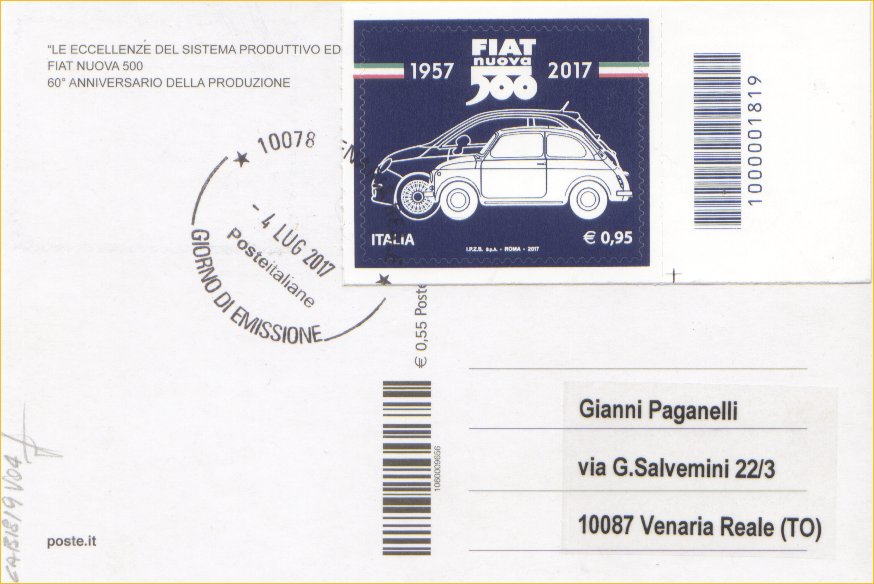 "LE ECCELLENZE DEL SISTEMA PRODUTTIVO ED
FIAT NUOVA 500
60° ANNIVERSARIO DELLA PRODUZIONE
FIAT
nuova
500
1957 2017
ITALIA
I.P.Z.S. S.p.A. - ROMA - 2017
€ 0,95
1000001819
10078
- 4 LUG 2017
Posteitaliane
GIORNO DI EMISSIONE
€ 0,55 Poste
1060009656
Gianni Paganelli
via G.Salvemini 22/3
10087 Venaria Reale (TO)
poste.it